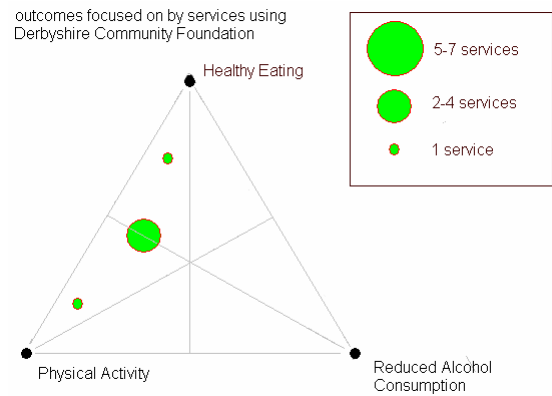 outcomes focused on by services using
Derbyshire Community Foundation
Healthy Eating
5-7 services
2-4 services
1 service
Physical Activity
Reduced Alcohol
Consumption